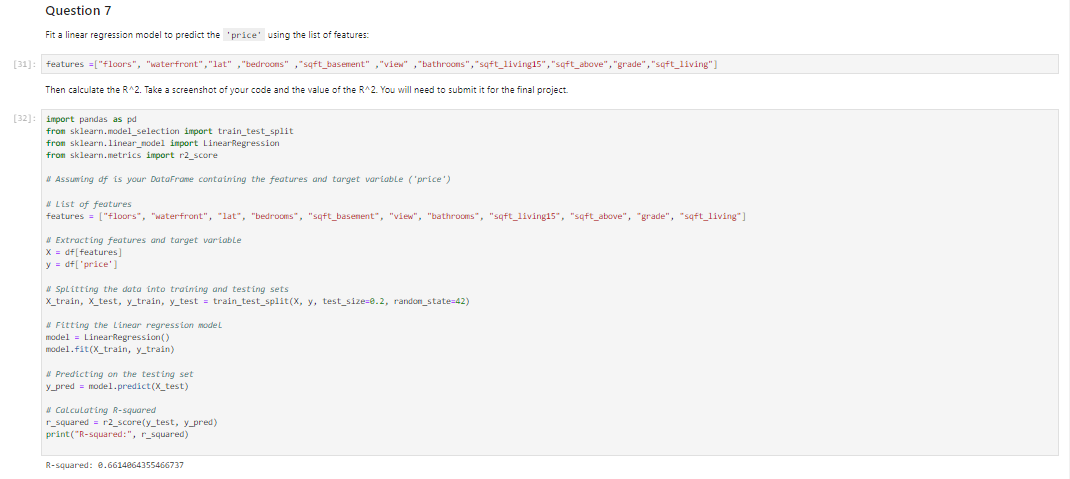 Question 7
Fit a linear regression model to predict the 'price' using the list of features:
[31]: features =["floors", "waterfront","lat" ,"bedrooms" ,"sqft_basement" ,"view" ,"bathrooms","sqft_living15","sqft_above","grade","sqft_living"]
Then calculate the R^2. Take a screenshot of your code and the value of the R^2. You will need to submit it for the final project.
[32]: import pandas as pd
from sklearn.model_selection import train_test_split
from sklearn.linear_model import LinearRegression
from sklearn.metrics import r2_score
# Assuming df is your DataFrame containing the features and target variable ('price')
# List of features
features = ["floors", "waterfront", "lat", "bedrooms", "sqft_basement", "view", "bathrooms", "sqft_living15", "sqft_above", "grade", "sqft_living"]
# Extracting features and target variable
X = df[features]
y = df['price']
# Splitting the data into training and testing sets
X_train, X_test, y_train, y_test = train_test_split(X, y, test_size=0.2, random_state=42)
# Fitting the linear regression model
model = LinearRegression()
model.fit(X_train, y_train)
# Predicting on the testing set
y_pred = model.predict(X_test)
# Calculating R-squared
r_squared = r2_score(y_test, y_pred)
print("R-squared:", r_squared)
R-squared: 0.6614064355466737